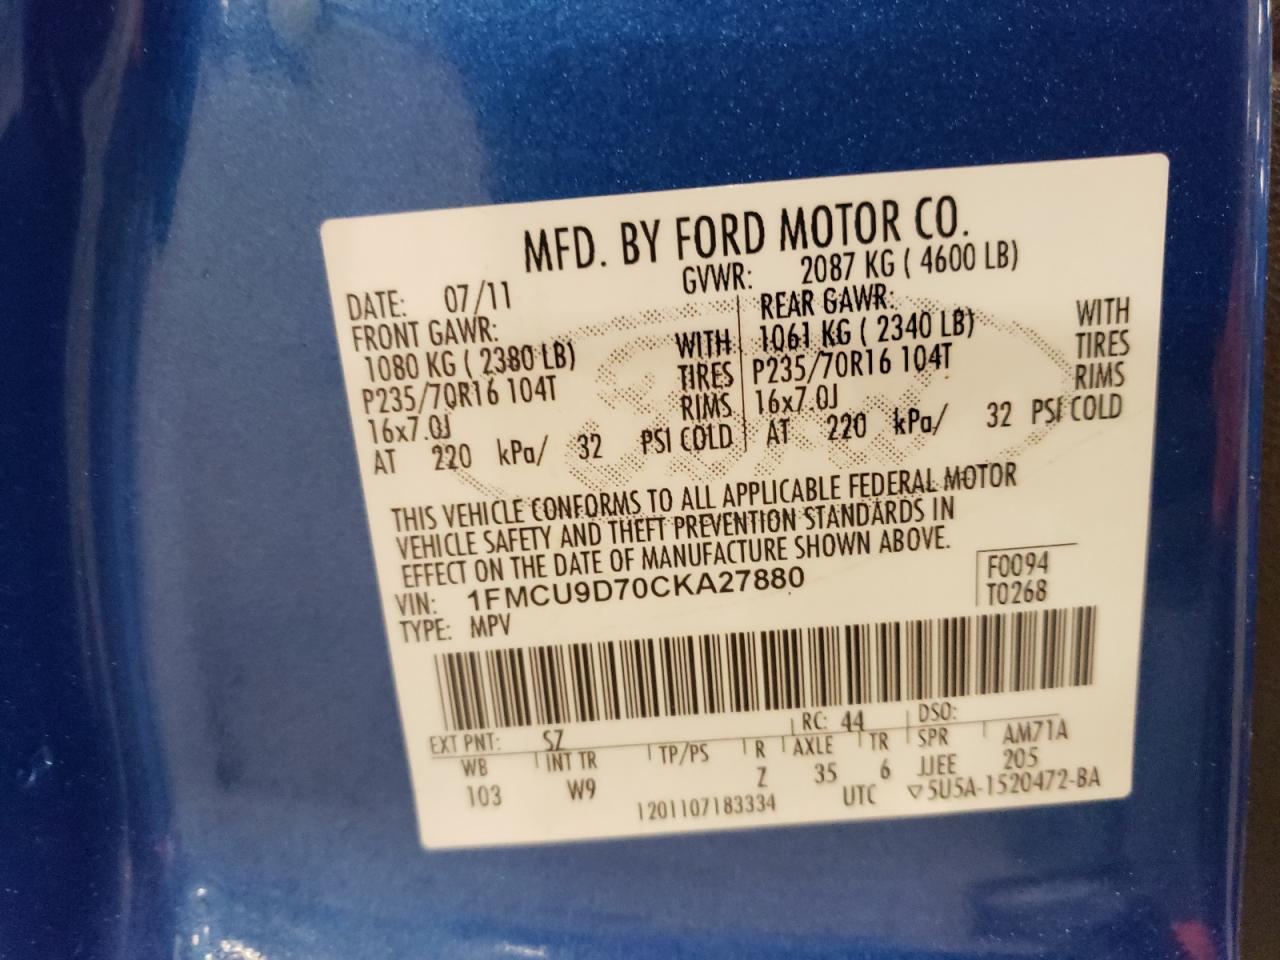 MFD. BY FORD MOTOR CO.
DATE: 07/11 GVWR: 2087 KG ( 4600 LB)
FRONT GAWR: REAR GAWR:
1080 KG ( 2380 LB) WITH 1061 KG ( 2340 LB) WITH
P235/70R16 104T TIRES P235/70R16 104T TIRES
16x7.0J RIMS 16x7.0J RIMS
AT 220 kPa/ 32 PSI COLD AT 220 kPa/ 32 PSI COLD
THIS VEHICLE CONFORMS TO ALL APPLICABLE FEDERAL MOTOR
VEHICLE SAFETY AND THEFT PREVENTION STANDARDS IN
EFFECT ON THE DATE OF MANUFACTURE SHOWN ABOVE.
VIN: 1FMCU9D70CKA27880 F0094
TYPE: MPV T0268
EXT PNT: SZ RC: 44 DSO:
WB INT TR TP/PS R AXLE TR SPR AM71A
103 W9 Z 35 6 JJEE 205
1201107183334 UTC ▽5U5A-1520472-BA